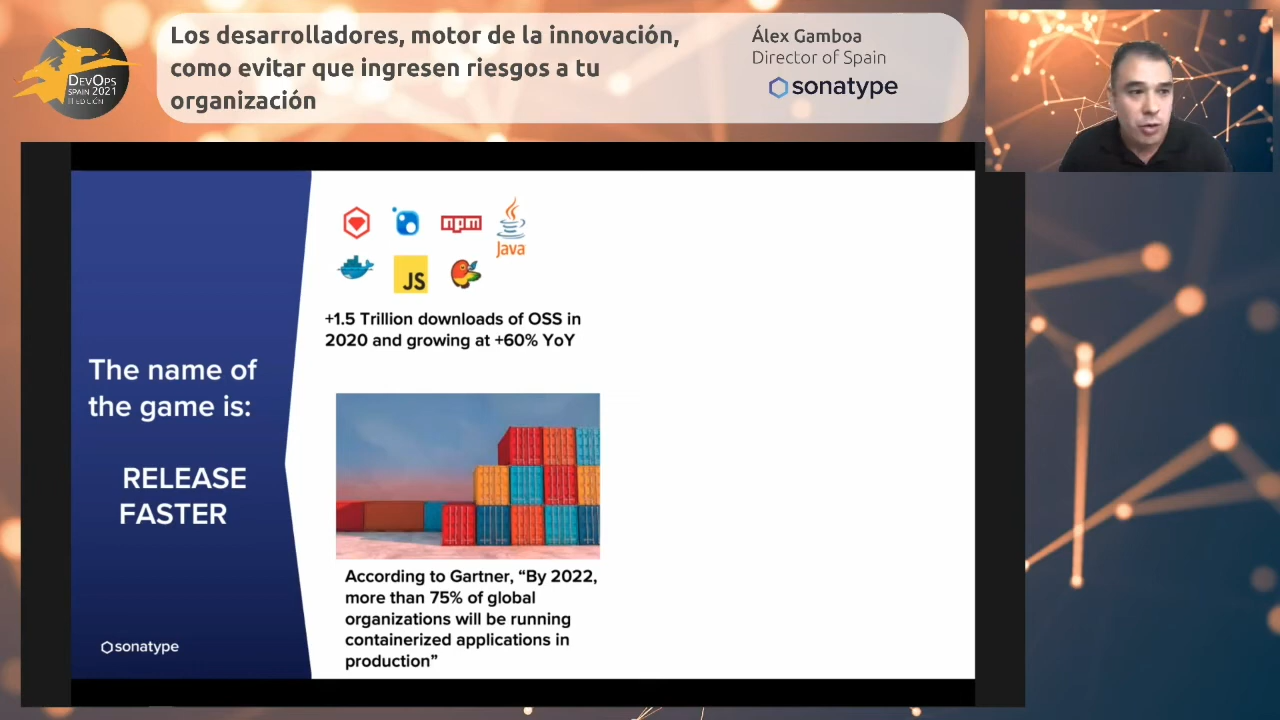 Los desarrolladores, motor de la innovación,
como evitar que ingresen riesgos a tu
organización
Álex Gamboa
Director of Spain
sonatype
DEVOPS
SPAIN 2021
II EDICIÓN
npm
Java
JS
+1.5 Trillion downloads of OSS in
2020 and growing at +60% YoY
The name of
the game is:
RELEASE
FASTER
According to Gartner, “By 2022,
more than 75% of global
organizations will be running
containerized applications in
production”
sonatype